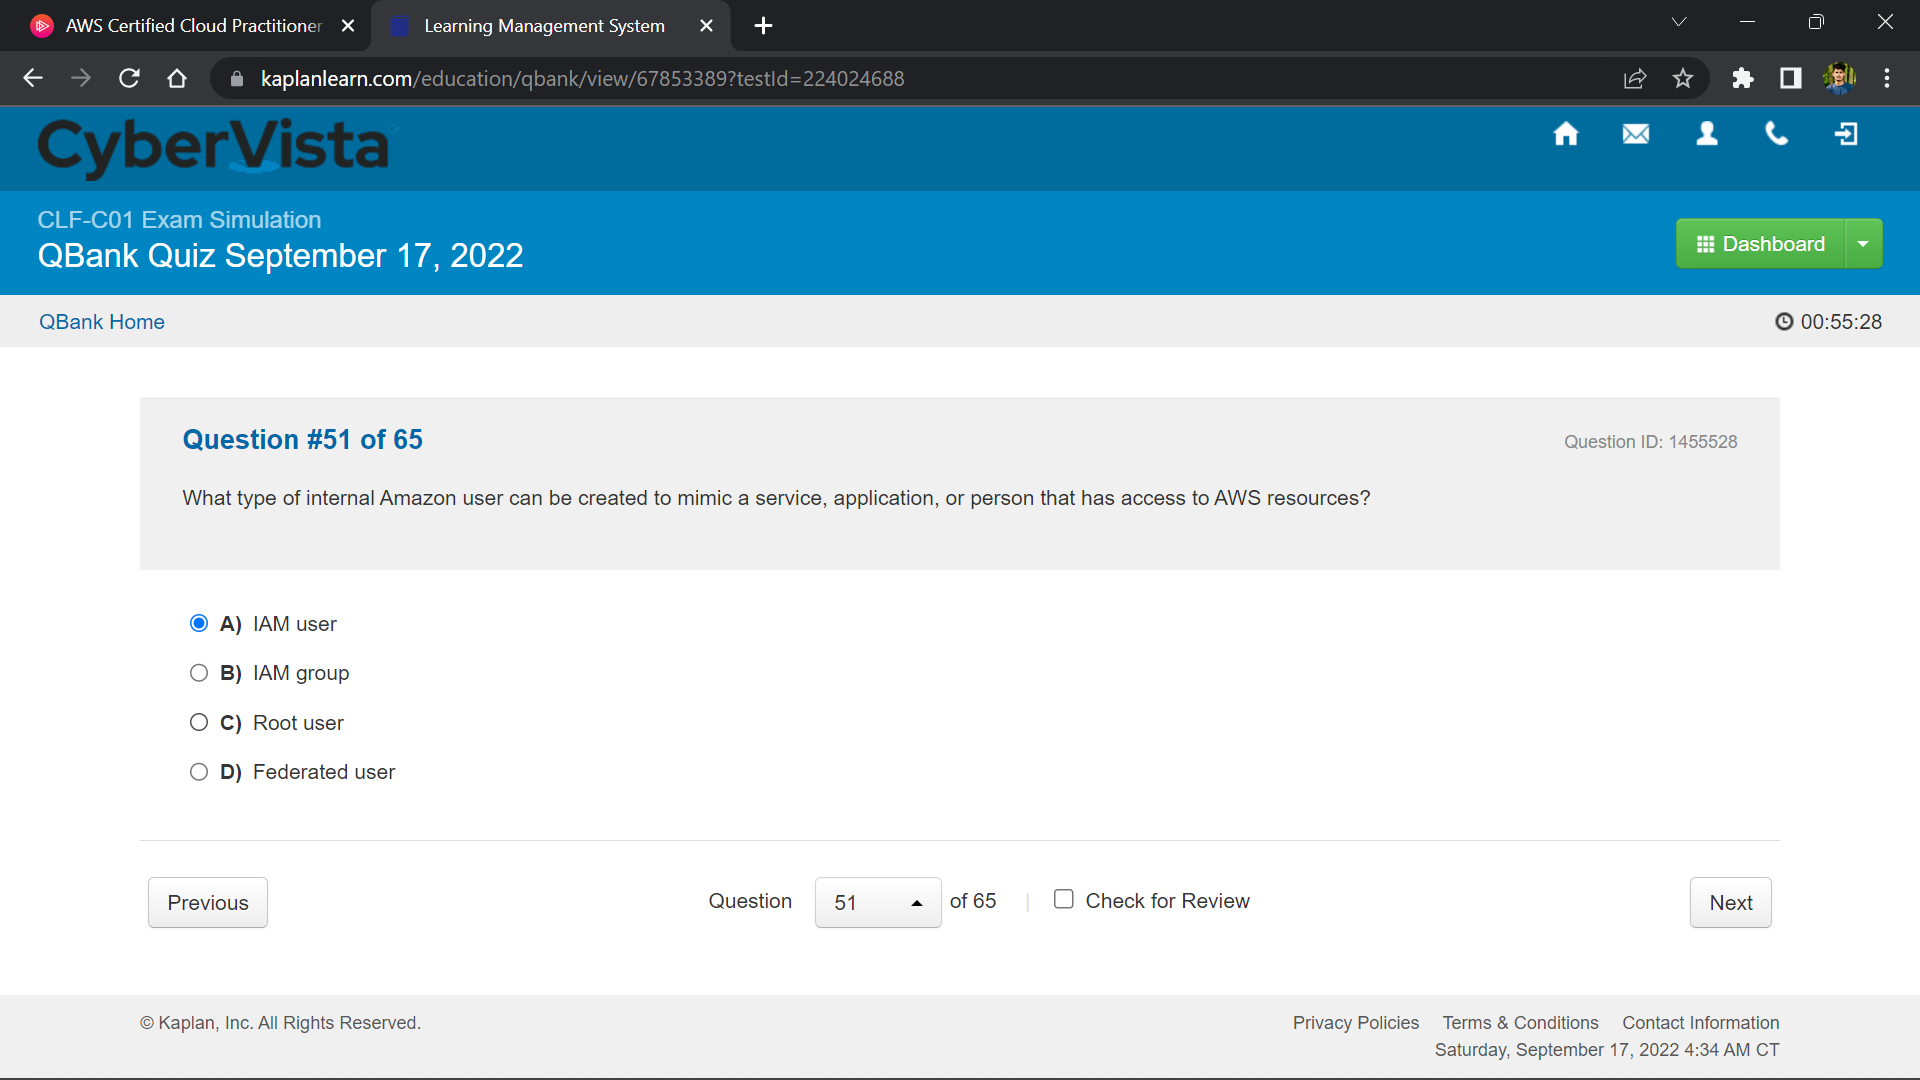 AWS Certified Cloud Practitioner
Learning Management System
kaplanlearn.com/education/qbank/view/67853389?testId=224024688
CyberVista
CLF-C01 Exam Simulation
QBank Quiz September 17, 2022
Dashboard
QBank Home
00:55:28
Question #51 of 65
Question ID: 1455528
What type of internal Amazon user can be created to mimic a service, application, or person that has access to AWS resources?
A) IAM user
B) IAM group
C) Root user
D) Federated user
Previous
Question 51 of 65 | Check for Review
Next
© Kaplan, Inc. All Rights Reserved.
Privacy Policies Terms & Conditions Contact Information
Saturday, September 17, 2022 4:34 AM CT